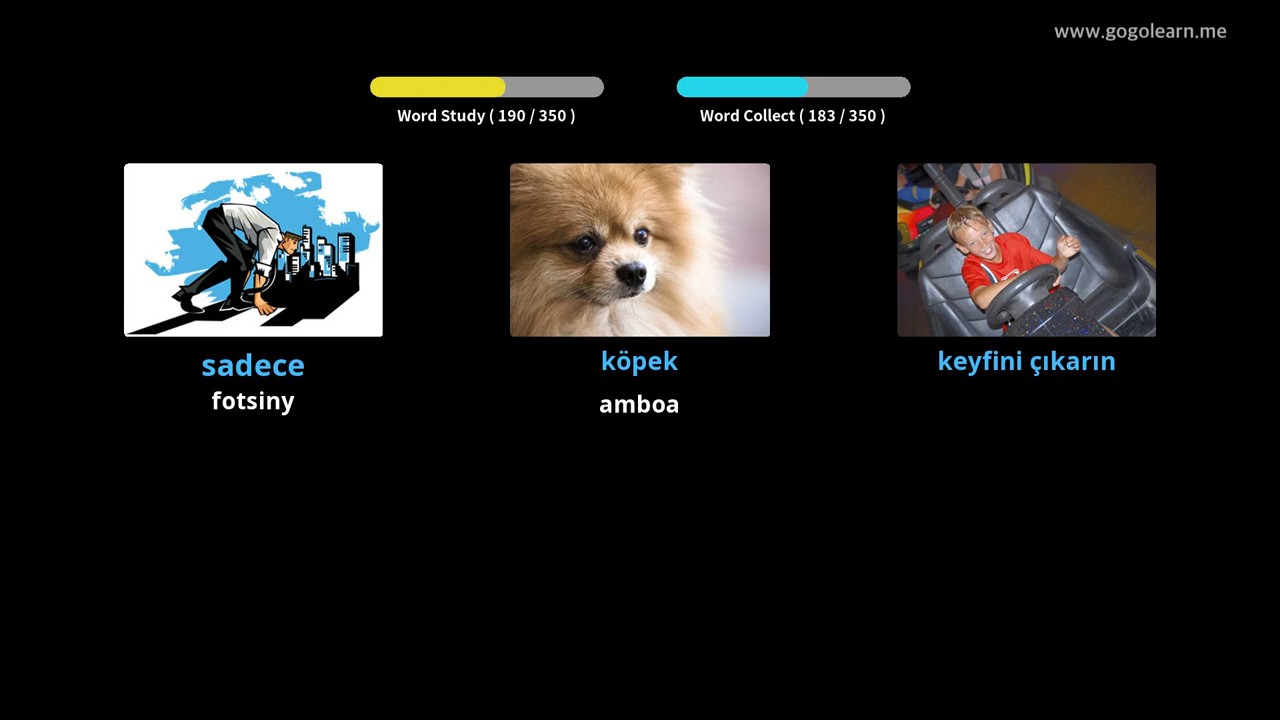 www.gogolearn.me
Word Study ( 190 / 350 )
Word Collect ( 183 / 350 )
sadece
fotsiny
köpek
amboa
keyfini çıkarın